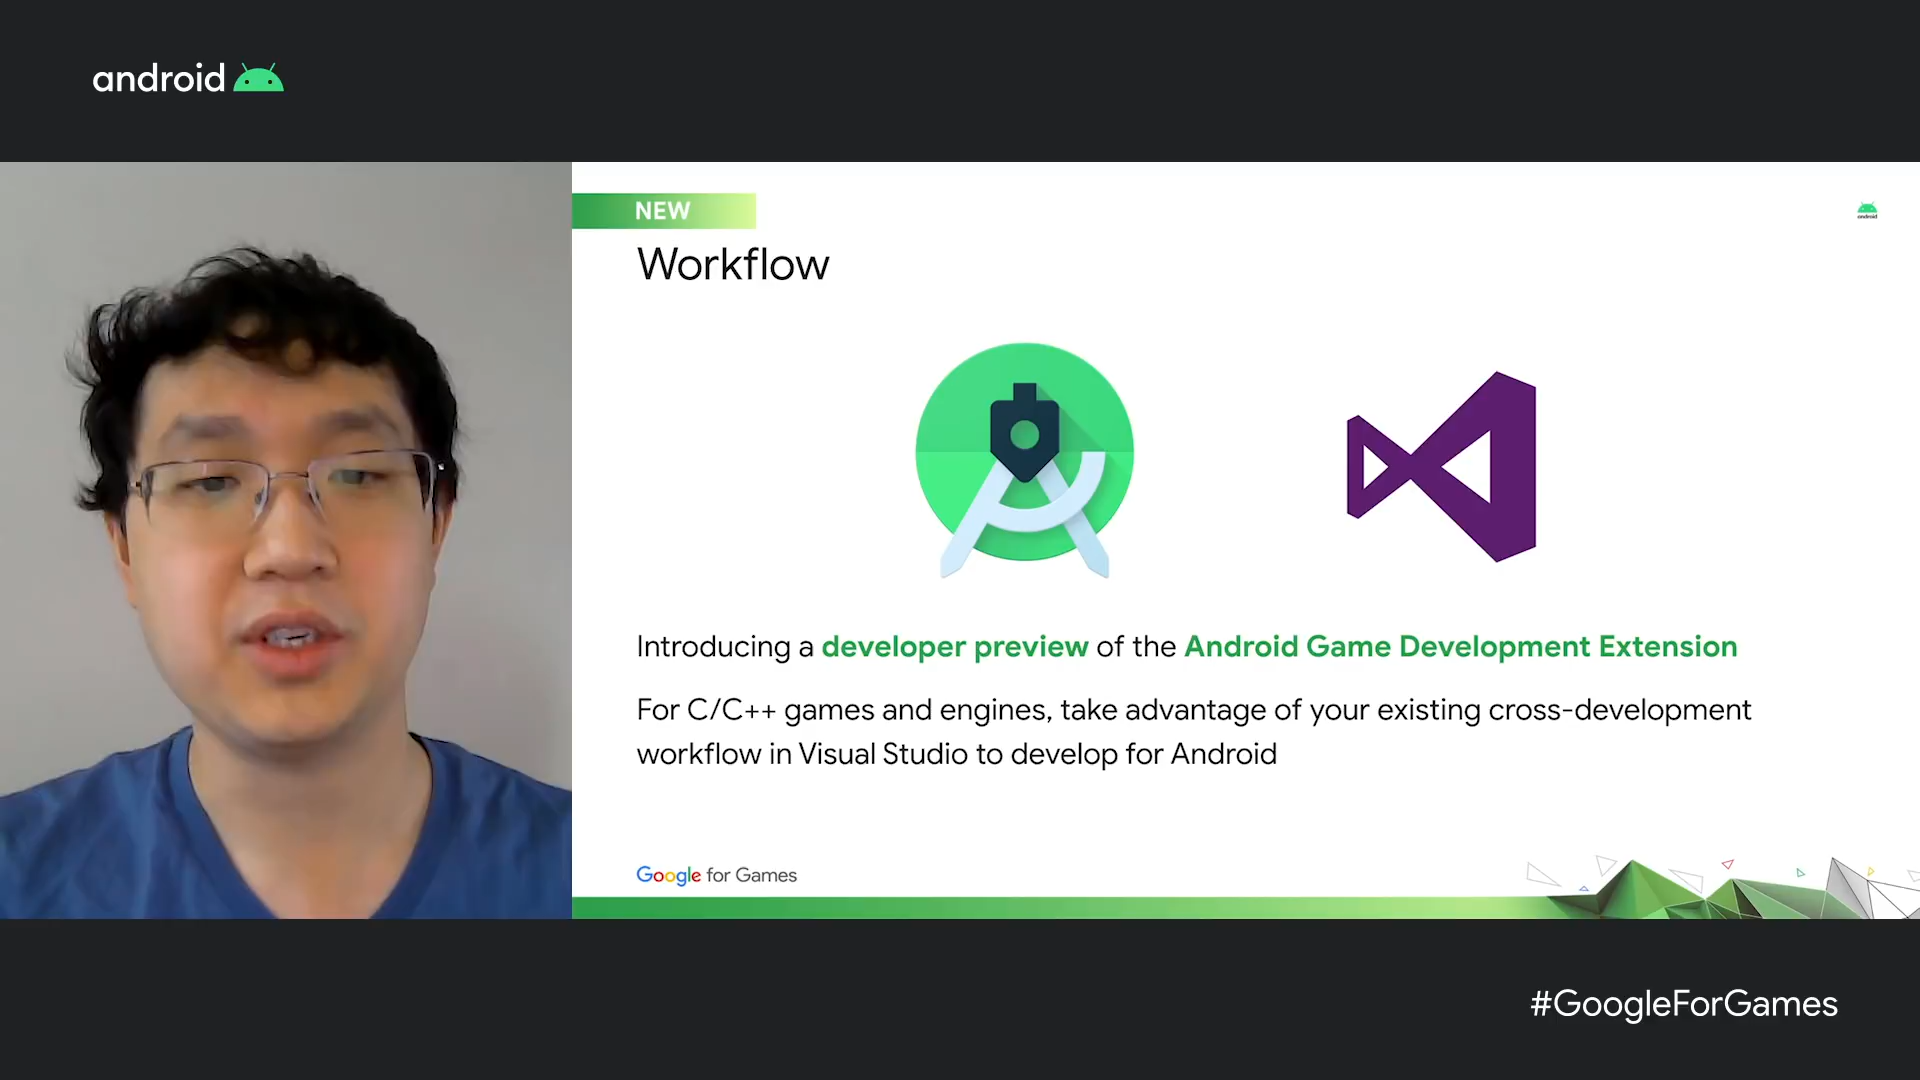 android
NEW
android
Workflow
Introducing a developer preview of the Android Game Development Extension
For C/C++ games and engines, take advantage of your existing cross-development
workflow in Visual Studio to develop for Android
Google for Games
#GoogleForGames